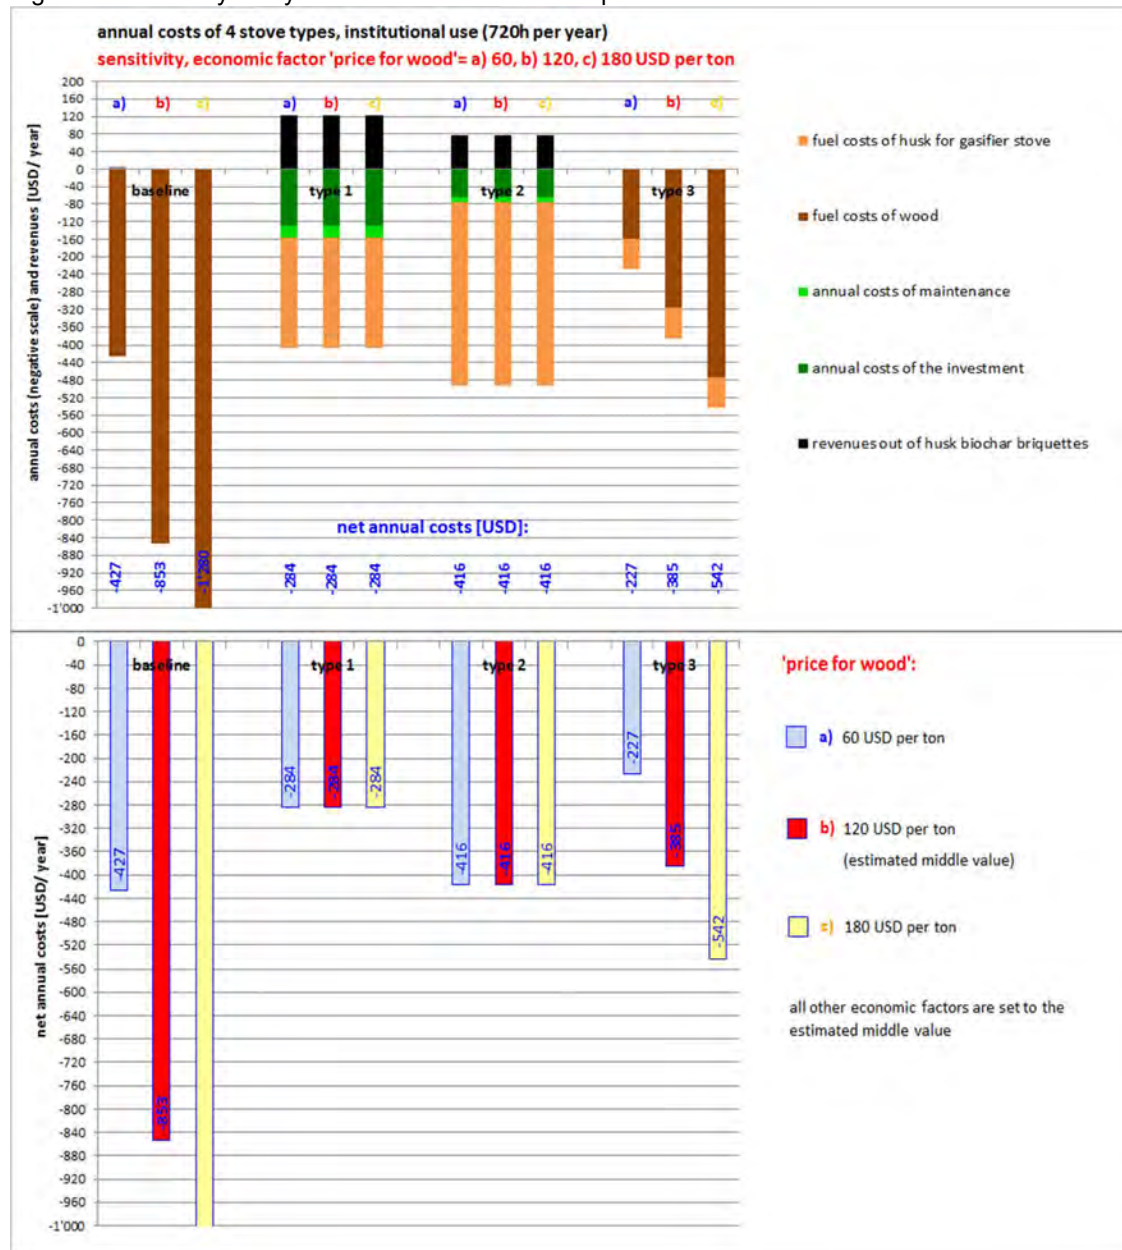 annual costs of 4 stove types, institutional use (720h per year)
sensitivity, economic factor 'price for wood'= a) 60, b) 120, c) 180 USD per ton
annual costs (negative scale) and revenues [USD/ year]
200
160
120
80
40
0
-40
-80
-120
-160
-200
-240
-280
-320
-360
-400
-440
-480
-520
-560
-600
-640
-680
-720
-760
-800
-840
-880
-920
-960
-1'000
a) b) c) a) b) c) a) b) c) a) b) c)
baseline type 1 type 2 type 3
net annual costs [USD]:
-427 -853 -1'280 -284 -284 -284 -416 -416 -416 -227 -385 -542
fuel costs of husk for gasifier stove
fuel costs of wood
annual costs of maintenance
annual costs of the investment
revenues out of husk biochar briquettes
net annual costs [USD/ year]
0
-40
-80
-120
-160
-200
-240
-280
-320
-360
-400
-440
-480
-520
-560
-600
-640
-680
-720
-760
-800
-840
-880
-920
-960
-1'000
baseline type 1 type 2 type 3
-427 -853 -284 -284 -284 -416 -416 -416 -227 -385 -542
'price for wood':
a) 60 USD per ton
b) 120 USD per ton
(estimated middle value)
c) 180 USD per ton
all other economic factors are set to the
estimated middle value